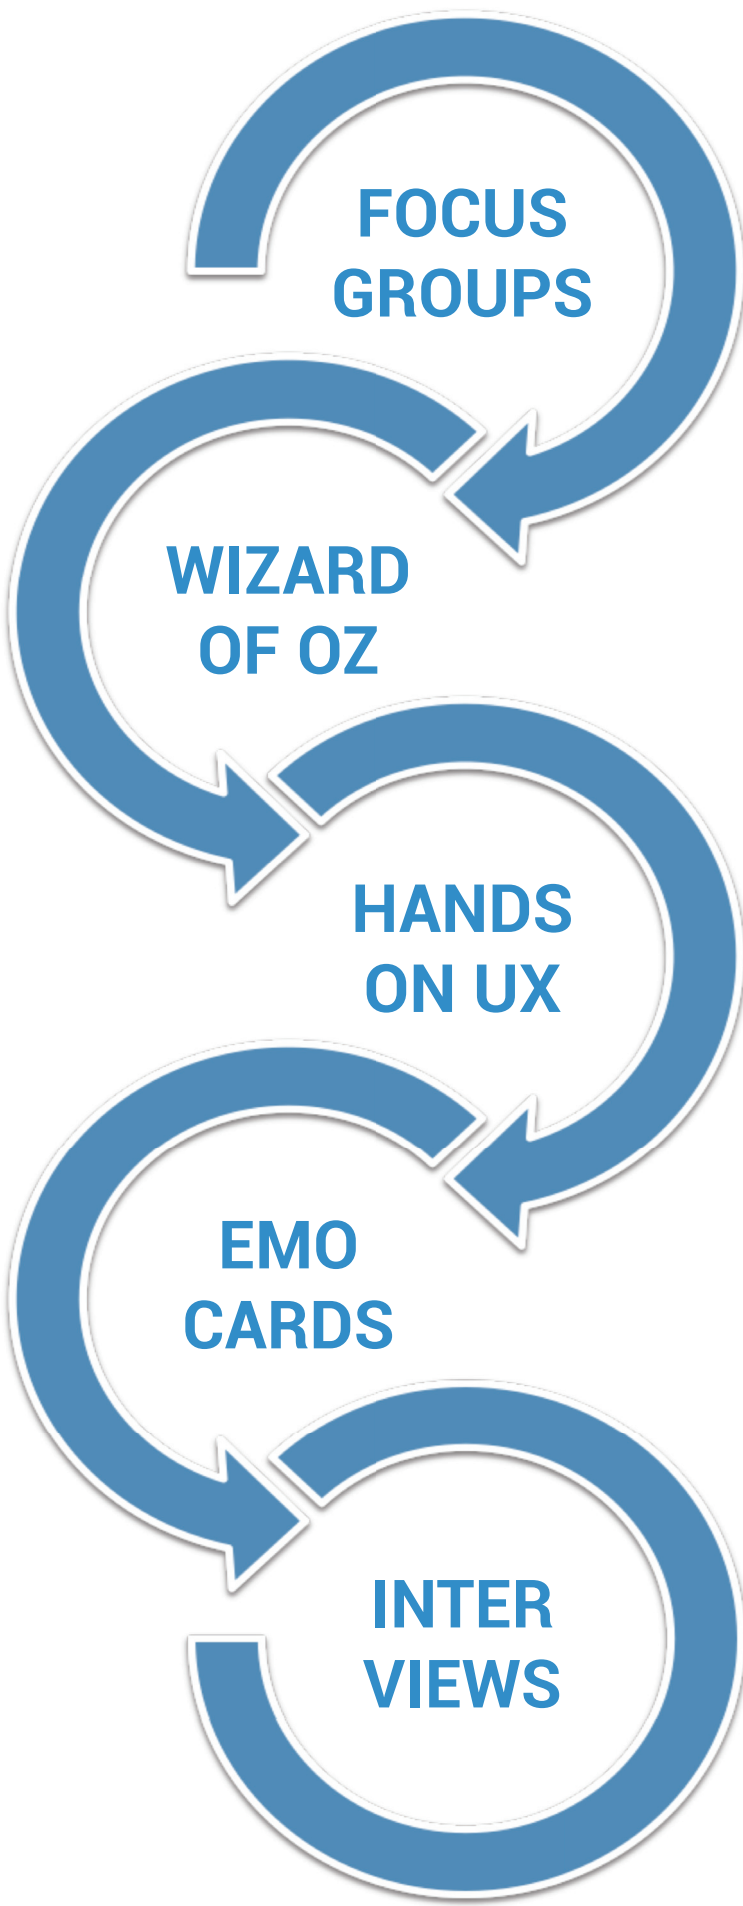 FOCUS
GROUPS
WIZARD
OF OZ
HANDS
ON UX
EMO
CARDS
INTER
VIEWS